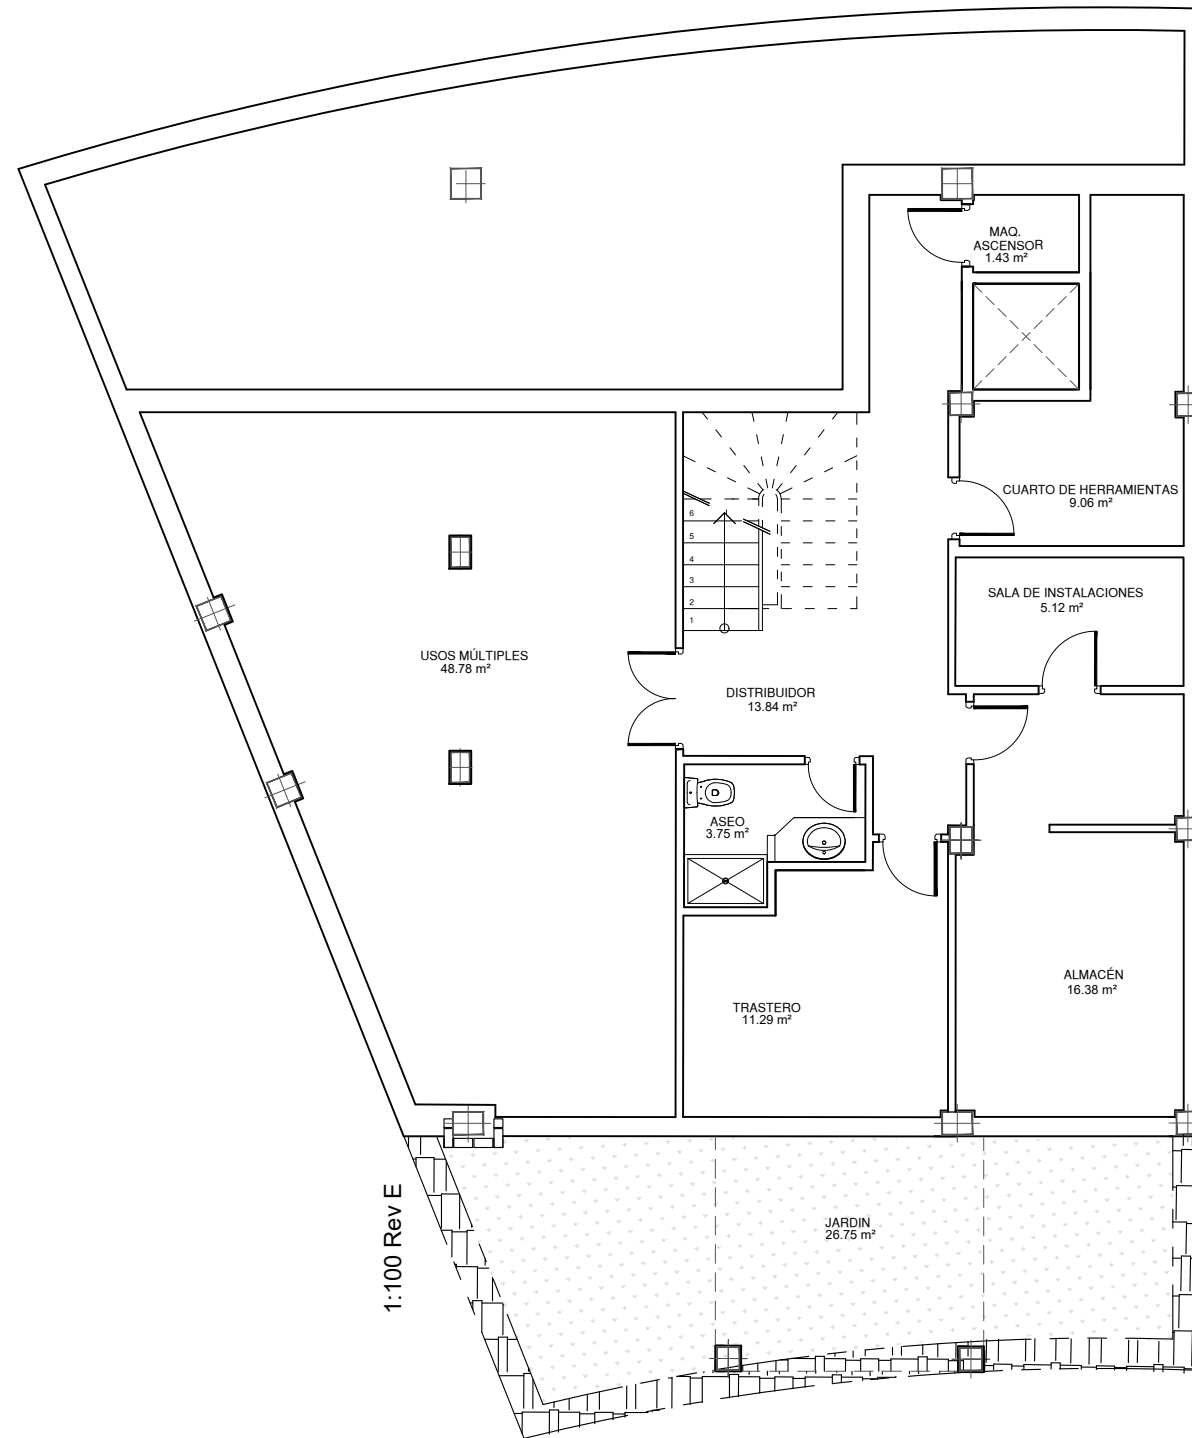 MAQ.
ASCENSOR
1.43 m²
CUARTO DE HERRAMIENTAS
9.06 m²
6
5
4
3
2
1
SALA DE INSTALACIONES
5.12 m²
USOS MÚLTIPLES
48.78 m²
DISTRIBUIDOR
13.84 m²
ASEO
3.75 m²
ALMACÉN
16.38 m²
TRASTERO
11.29 m²
JARDIN
26.75 m²
1:100 Rev E